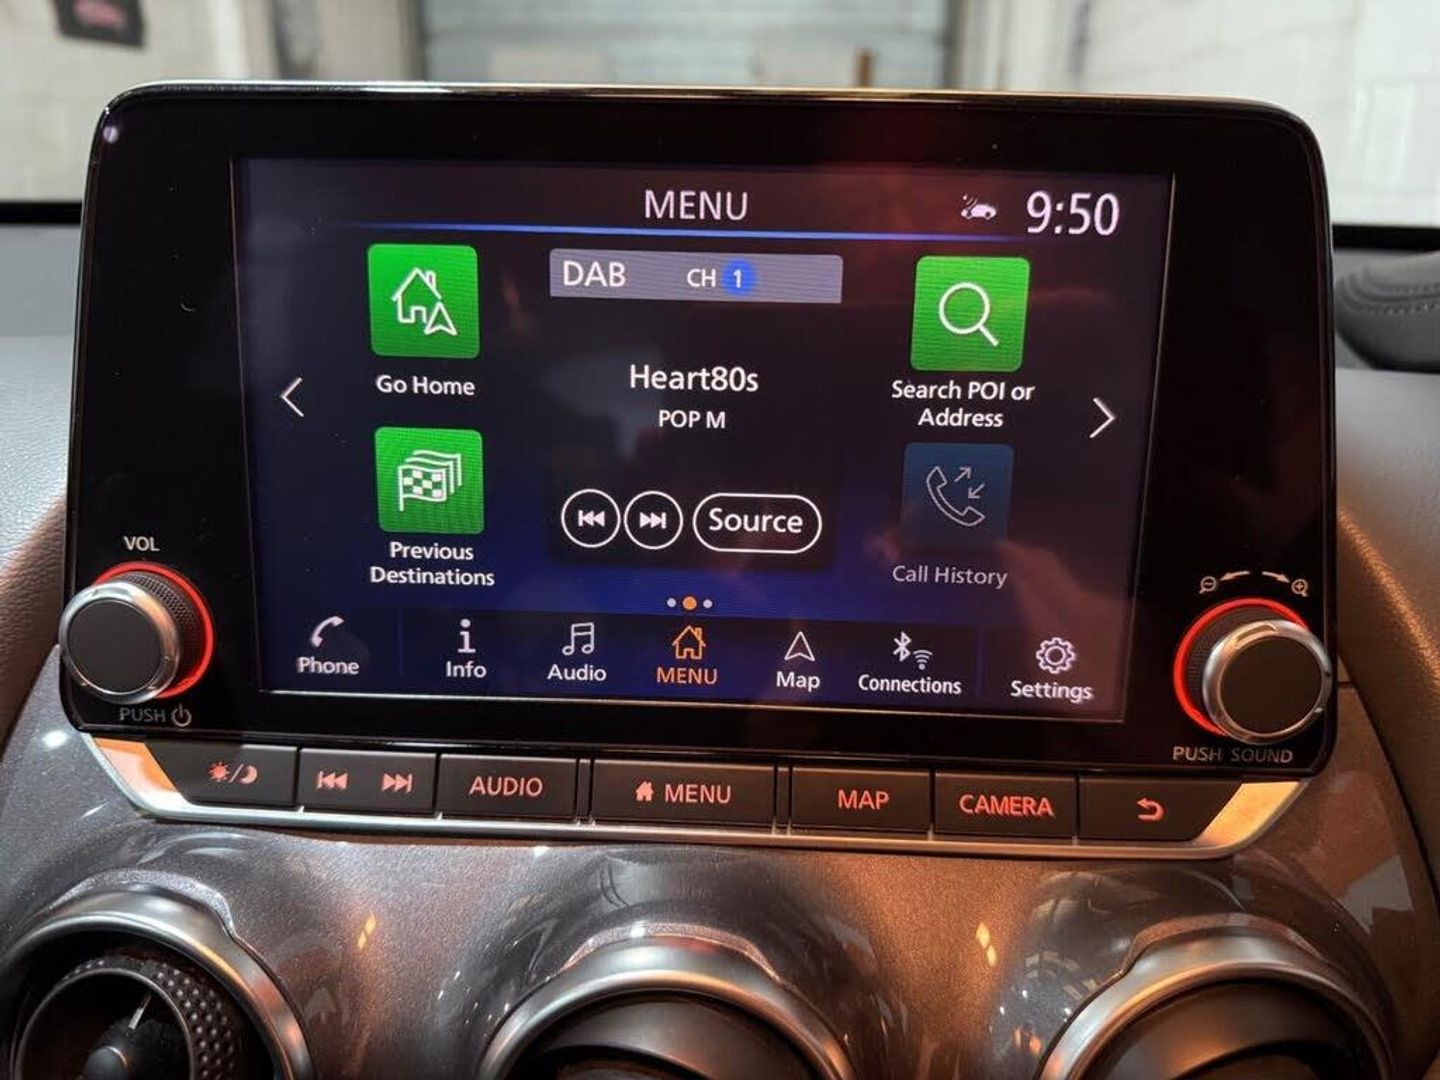 MENU
9:50
DAB CH 1
Go Home
Heart80s
POP M
Search POI or
Address
Previous
Destinations
Source
Call History
VOL
PUSH
Phone
Info
Audio
MENU
Map
Connections
Settings
PUSH SOUND
AUDIO
MENU
MAP
CAMERA